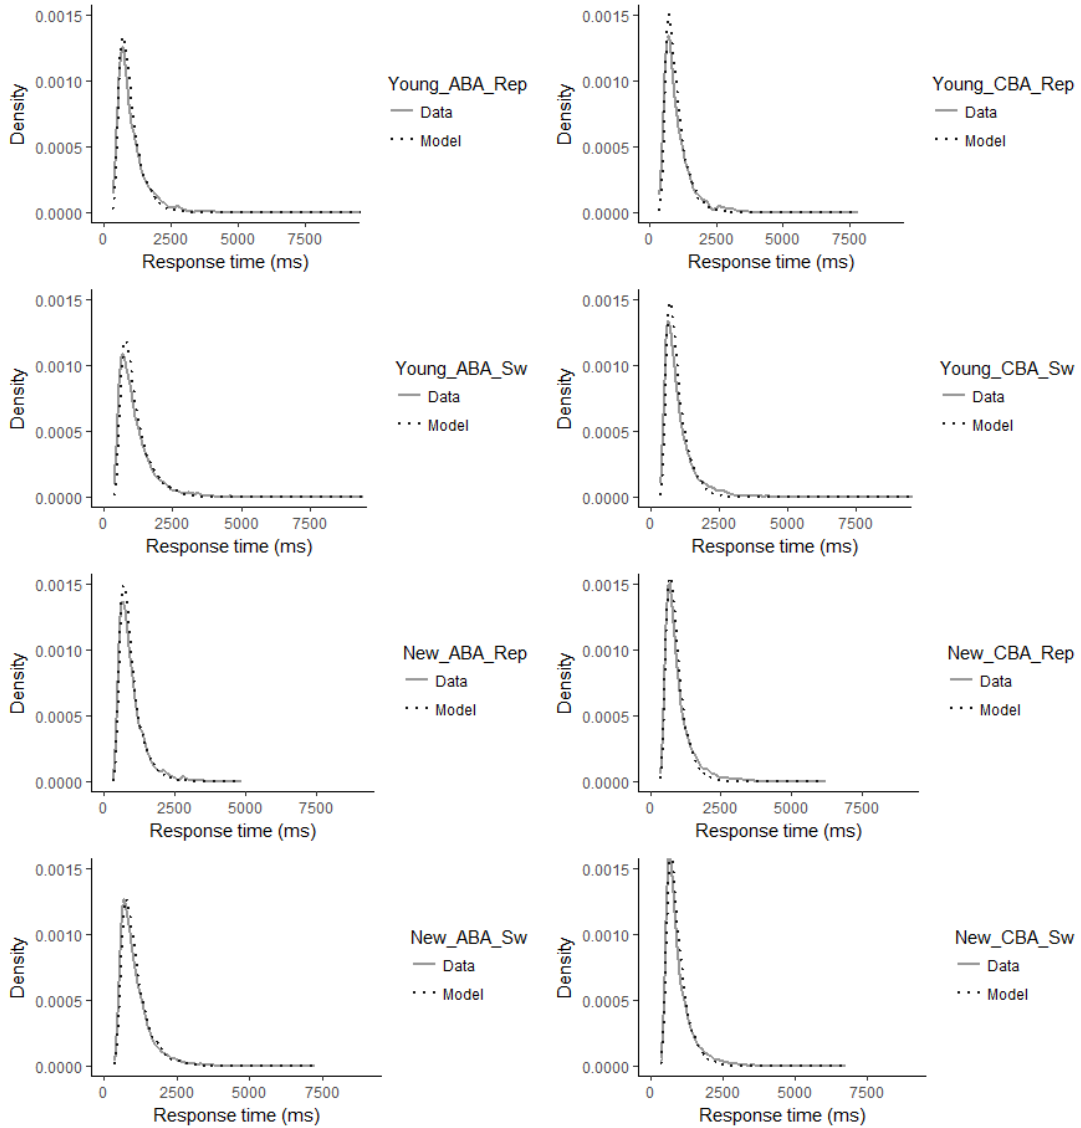 0.0015
0.0010
0.0005
0.0000
Density
0 2500 5000 7500
Response time (ms)
Young_ABA_Rep
Data
Model
0.0015
0.0010
0.0005
0.0000
Density
0 2500 5000 7500
Response time (ms)
Young_CBA_Rep
Data
Model
0.0015
0.0010
0.0005
0.0000
Density
0 2500 5000 7500
Response time (ms)
Young_ABA_Sw
Data
Model
0.0015
0.0010
0.0005
0.0000
Density
0 2500 5000 7500
Response time (ms)
Young_CBA_Sw
Data
Model
0.0015
0.0010
0.0005
0.0000
Density
0 2500 5000 7500
Response time (ms)
New_ABA_Rep
Data
Model
0.0015
0.0010
0.0005
0.0000
Density
0 2500 5000 7500
Response time (ms)
New_CBA_Rep
Data
Model
0.0015
0.0010
0.0005
0.0000
Density
0 2500 5000 7500
Response time (ms)
New_ABA_Sw
Data
Model
0.0015
0.0010
0.0005
0.0000
Density
0 2500 5000 7500
Response time (ms)
New_CBA_Sw
Data
Model